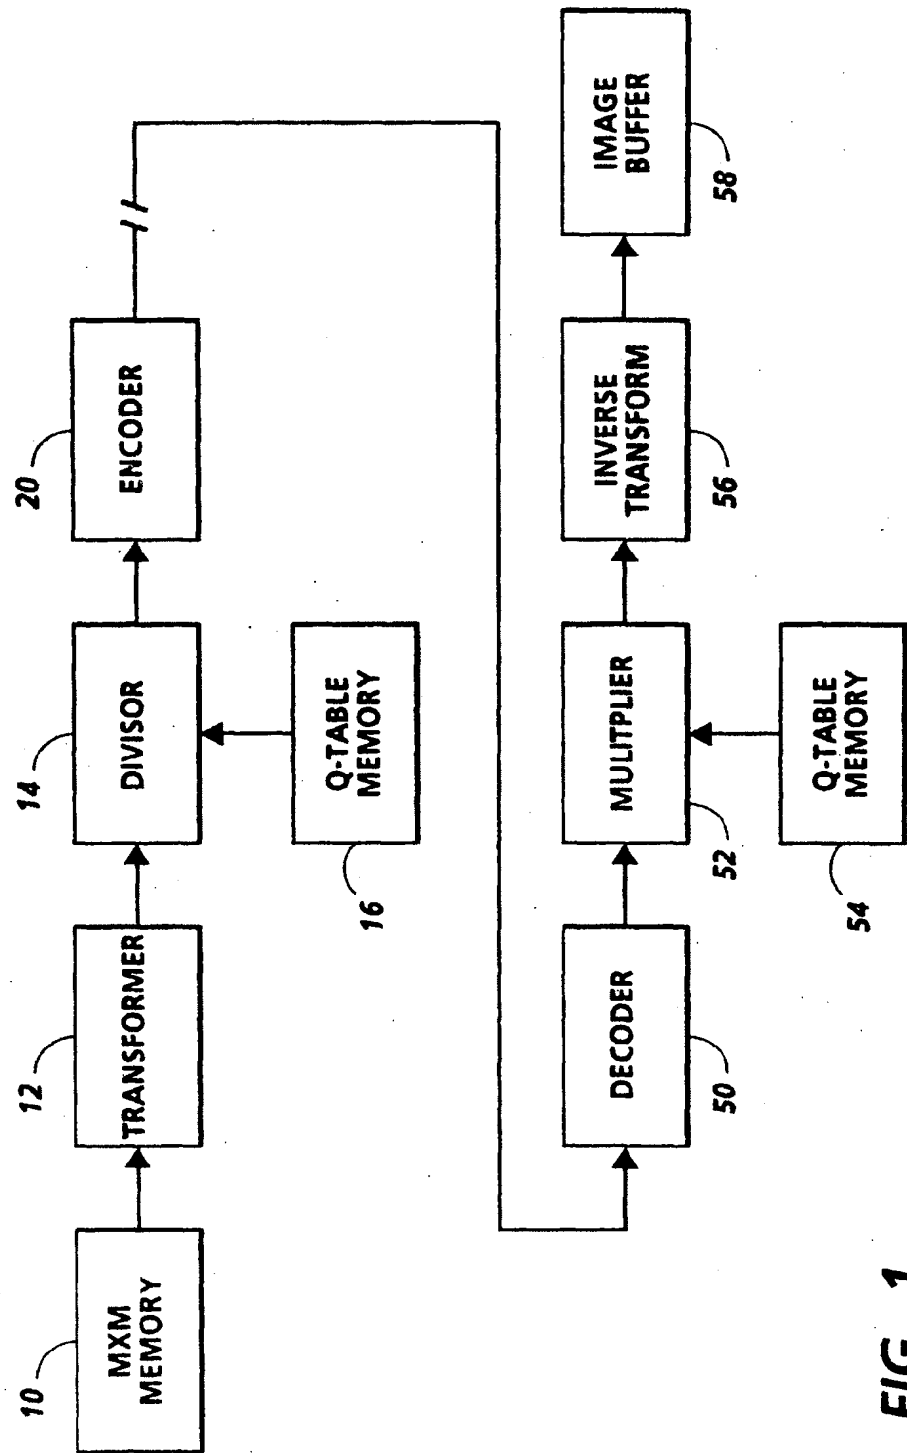 10
MXM
MEMORY
12
TRANSFORMER
14
DIVISOR
20
ENCODER
16
Q-TABLE
MEMORY
50
DECODER
MULITPLIER
52
INVERSE
TRANSFORM
56
IMAGE
BUFFER
58
Q-TABLE
MEMORY
54
FIG. 1